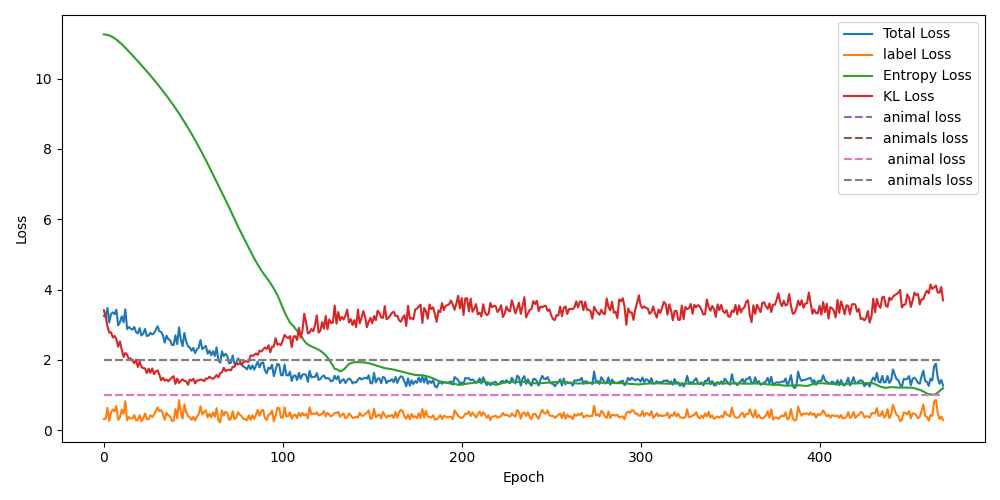 Total Loss
label Loss
Entropy Loss
KL Loss
animal loss
animals loss
animal loss
animals loss
10
8
6
4
2
0
Loss
0 100 200 300 400
Epoch